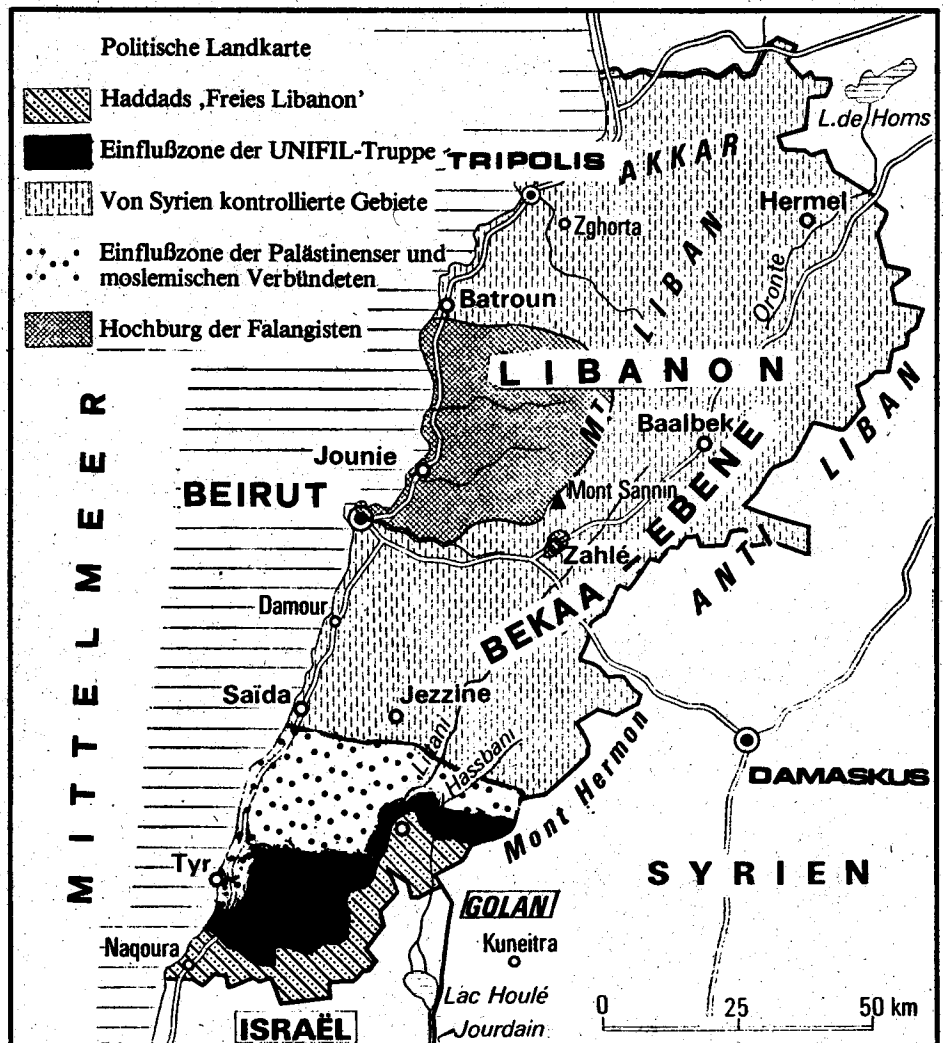 Politische Landkarte
Haddads ‚Freies Libanon'
Einflußzone der UNIFIL-Truppe
Von Syrien kontrollierte Gebiete
Einflußzone der Palästinenser und
moslemischen Verbündeten
Hochburg der Falangisten
L.de Homs
TRIPOLIS
AKKAR
Zghorta
Hermel
Oronte
Batroun
MT LIBAN
LIBANON
Baalbek
ANTI LIBAN
Jounie
BEIRUT
Mont Sannin
Zahlé
BEKAA-EBENE
MITTELMEER
Damour
Saïda
Jezzine
Litani
Hassbani
Mont Hermon
DAMASKUS
SYRIEN
Tyr
GOLAN
Kuneitra
Naqoura
Lac Houlé
ISRAËL
Jourdain
0 25 50 km